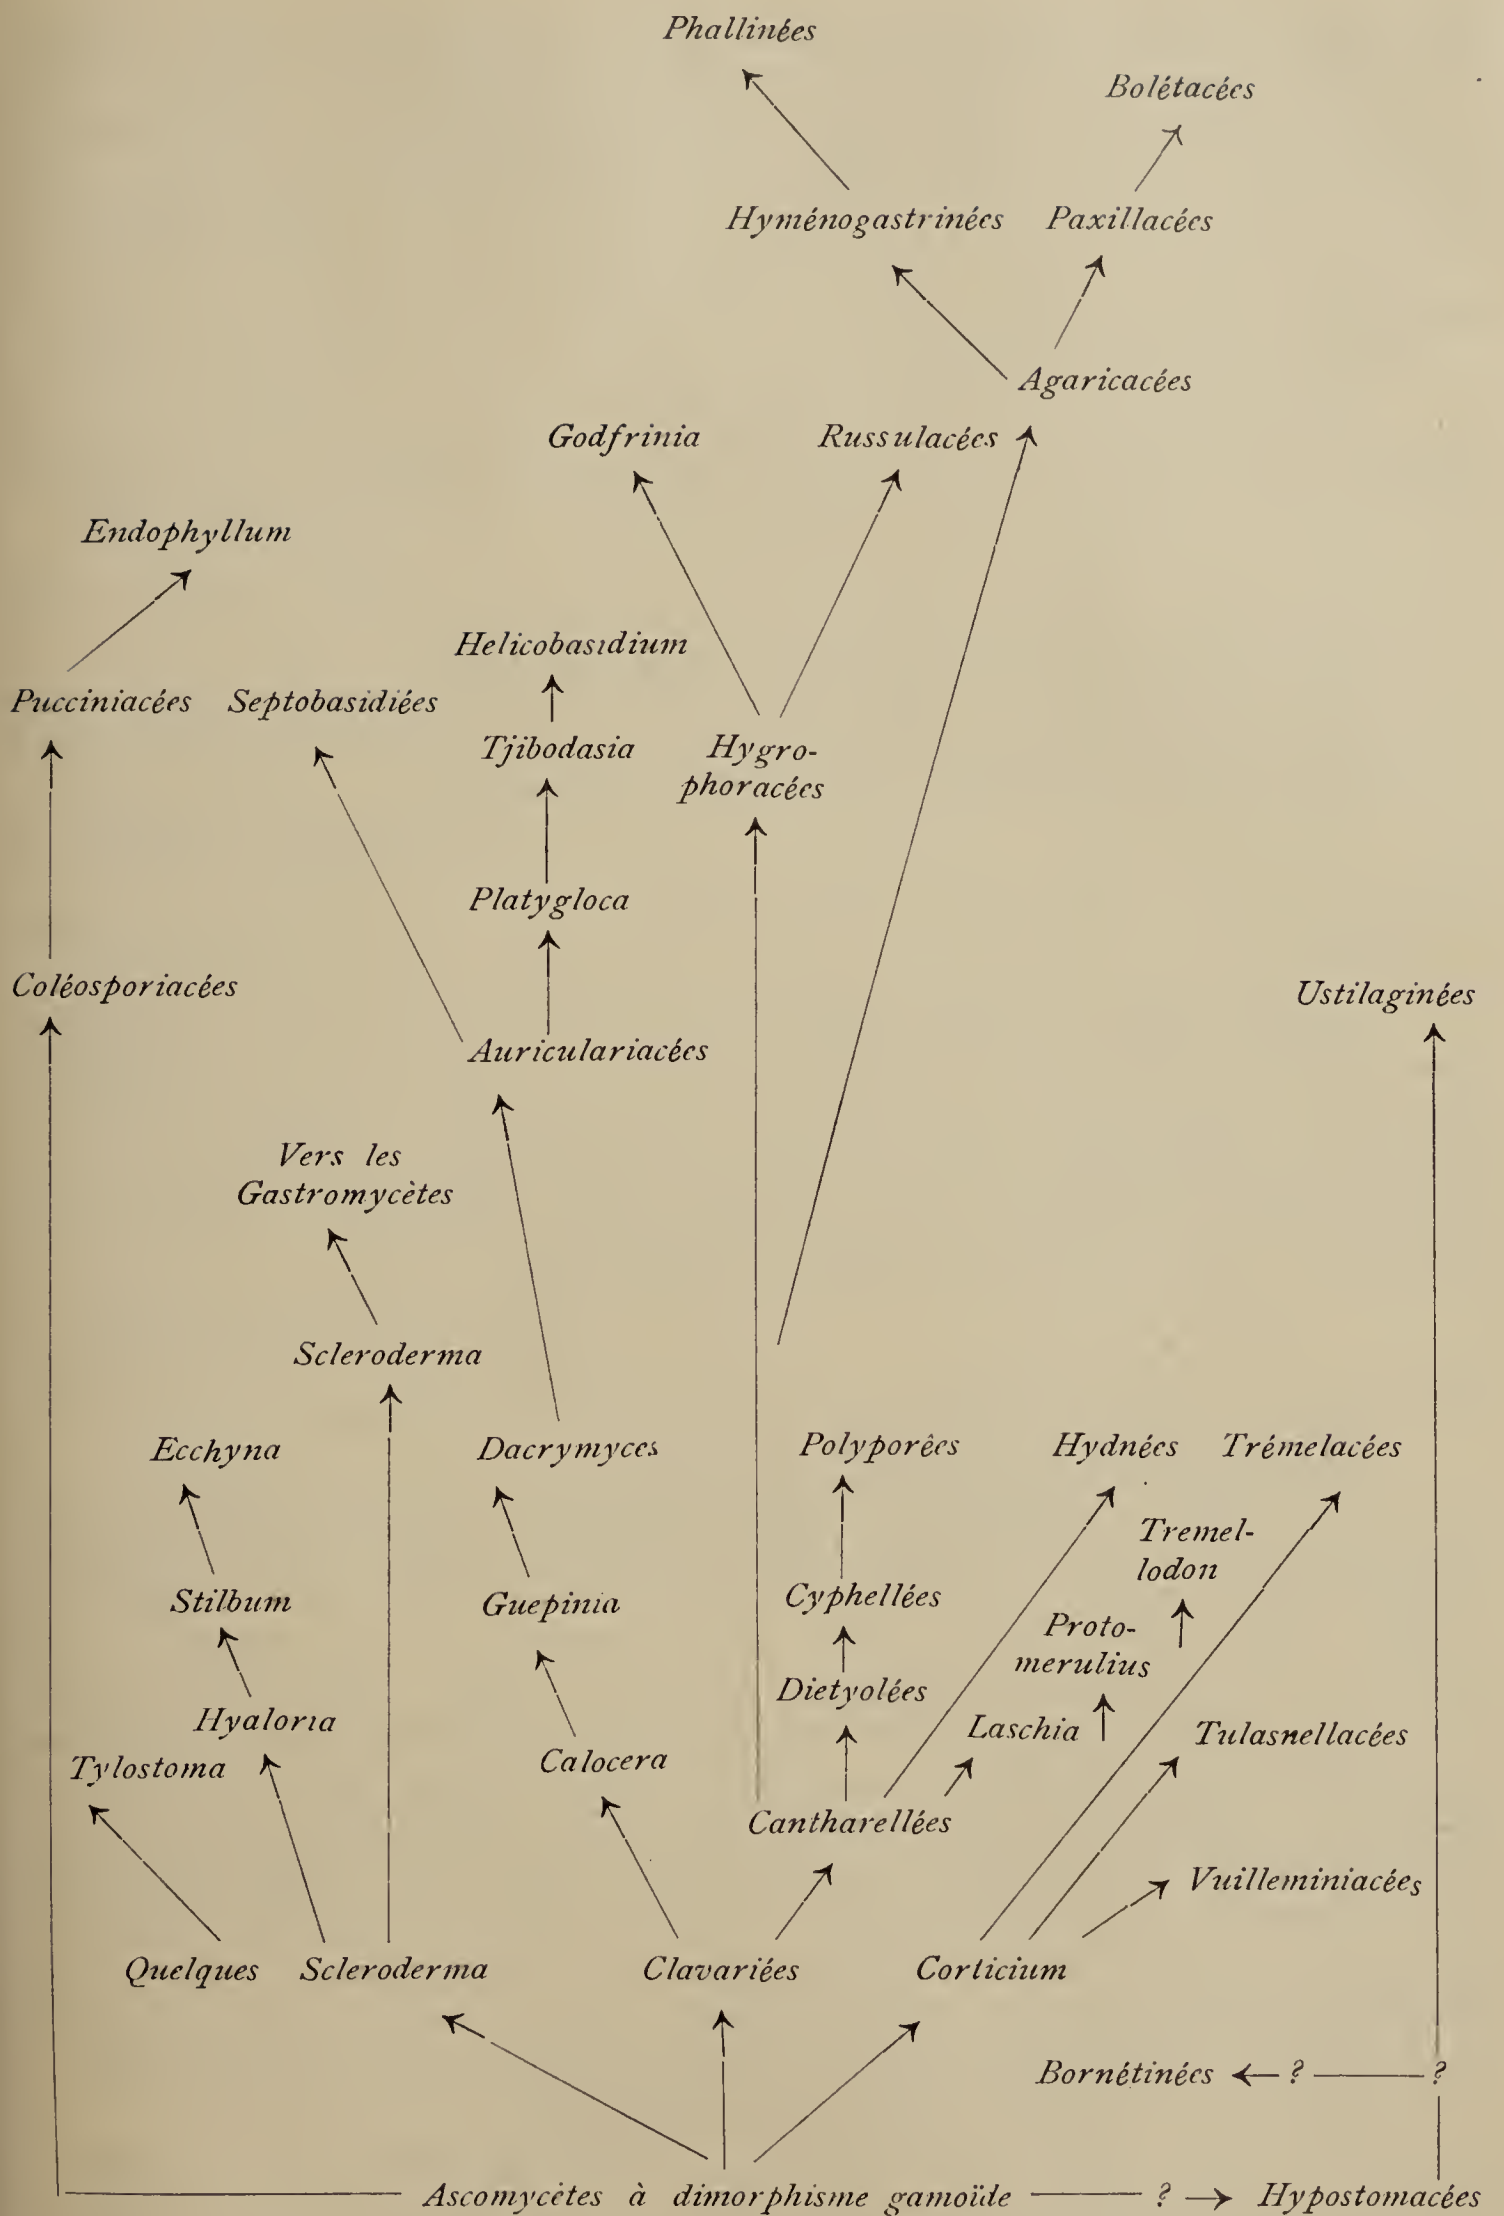 Phallinées
Bolétacées
Hyménogastrinées Paxillacées
Agaricacées
Godfrinia Russulacées
Endophyllum
Helicobasidium
Pucciniacées Septobasidiées
Tjibodasia Hygro-
phoracées
Platygloca
Coléosporiacées Ustilaginées
Auriculariacées
Vers les
Gastromycètes
Scleroderma
Ecchyna Dacrymyces Polyporées Hydnées Trémelacées
Tremel-
lodon
Stilbum Guepinia Cyphellées
Proto-
merulius
Dietyolées
Hyaloria Laschia Tulasnellacées
Tylostoma Calocera
Cantharellées
Vuilleminiacées
Quelques Scleroderma Clavariées Corticium
Bornétinées ? ?
Ascomycètes à dimorphisme gamoïde ? Hypostomacées